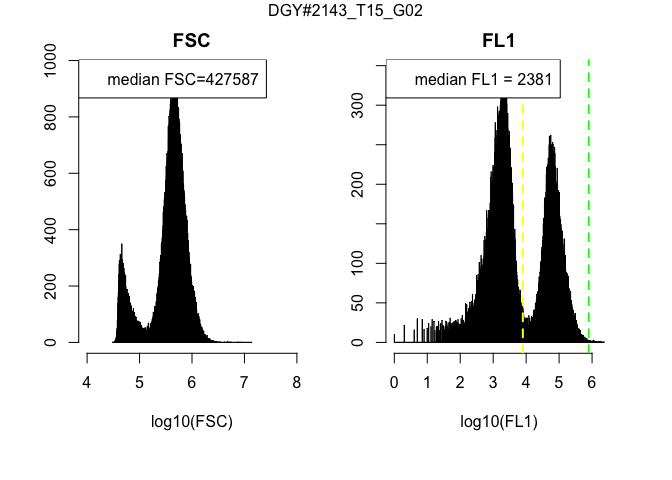 DGY#2143_T15_G02
FSC
FL1
median FSC=427587
median FL1 = 2381
0 200 400 600 800 1000
4 5 6 7 8
log10(FSC)
0 50 100 200 300
0 1 2 3 4 5 6
log10(FL1)